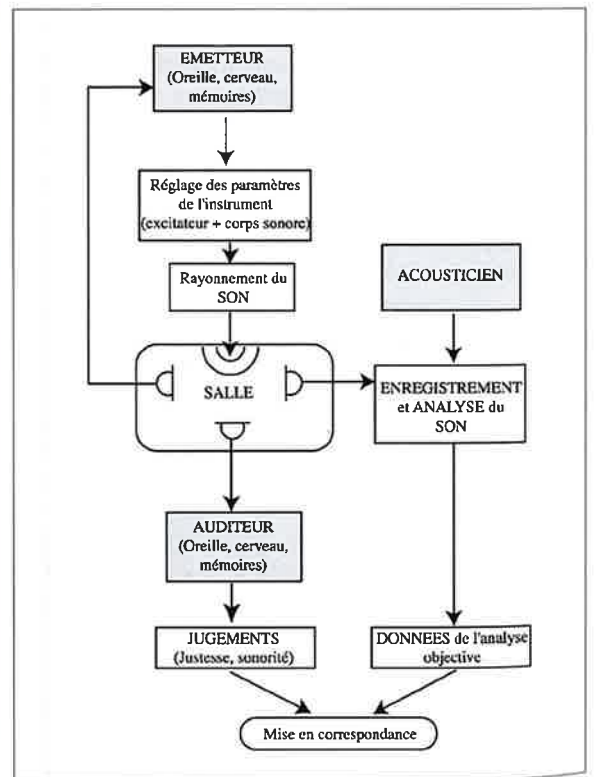 EMETTEUR
(Oreille, cerveau,
mémoires)
Réglage des paramètres
de l'instrument
(excitateur + corps sonore)
Rayonnement du
SON
ACOUSTICIEN
SALLE
ENREGISTREMENT
et ANALYSE du
SON
AUDITEUR
(Oreille, cerveau,
mémoires)
JUGEMENTS
(Justesse, sonorité)
DONNEES de l'analyse
objective
Mise en correspondance